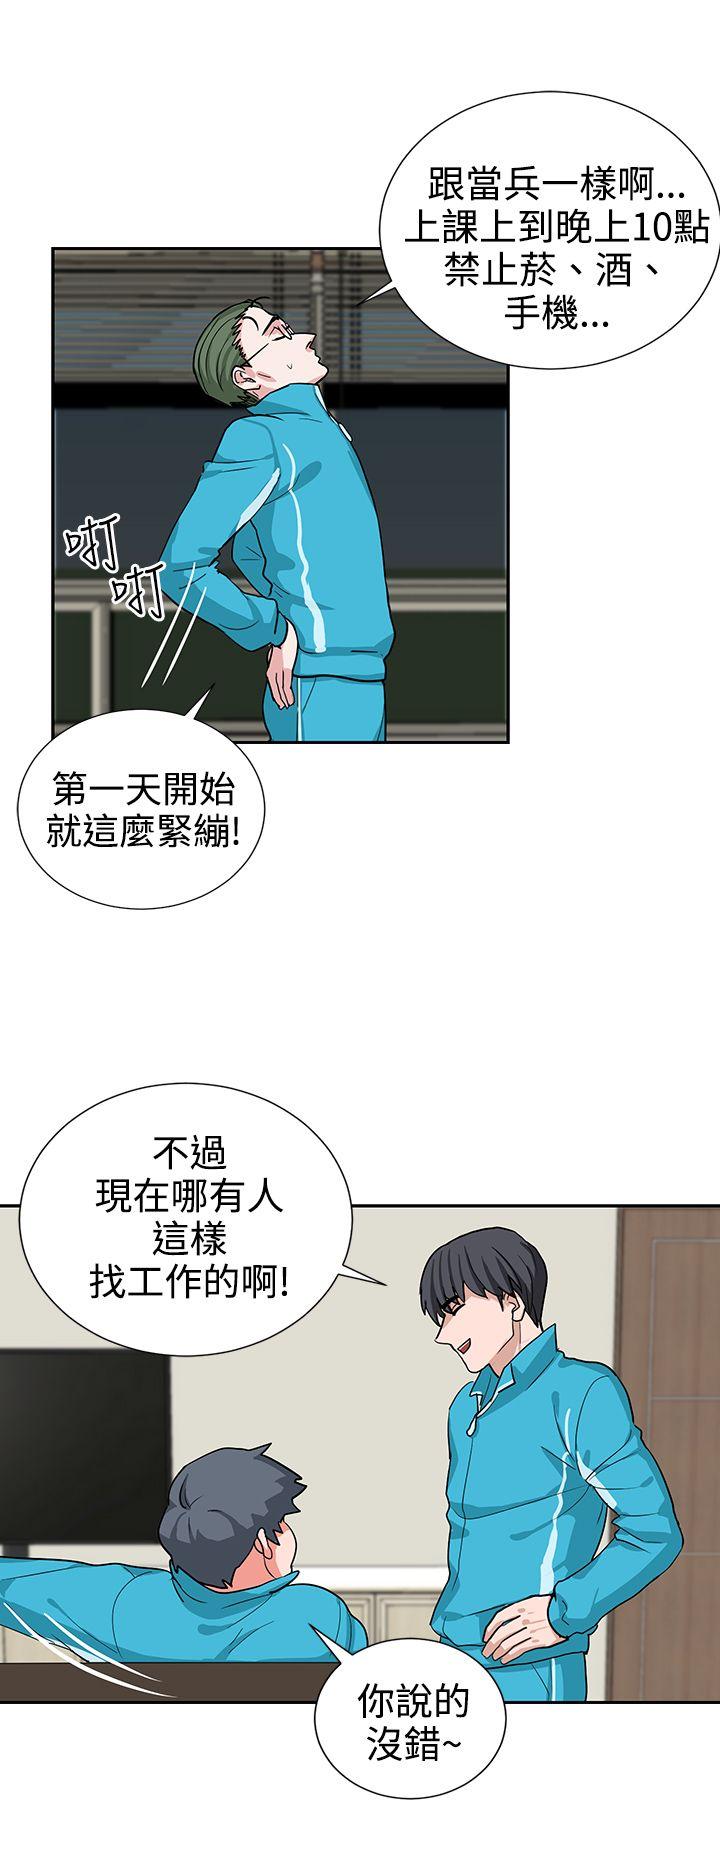 跟當兵一樣啊...
上課上到晚上10點
禁止菸、酒、
手機...
咑
咑
第一天開始
就這麼緊繃!
不過
現在哪有人
這樣
找工作的啊!
你說的
沒錯~